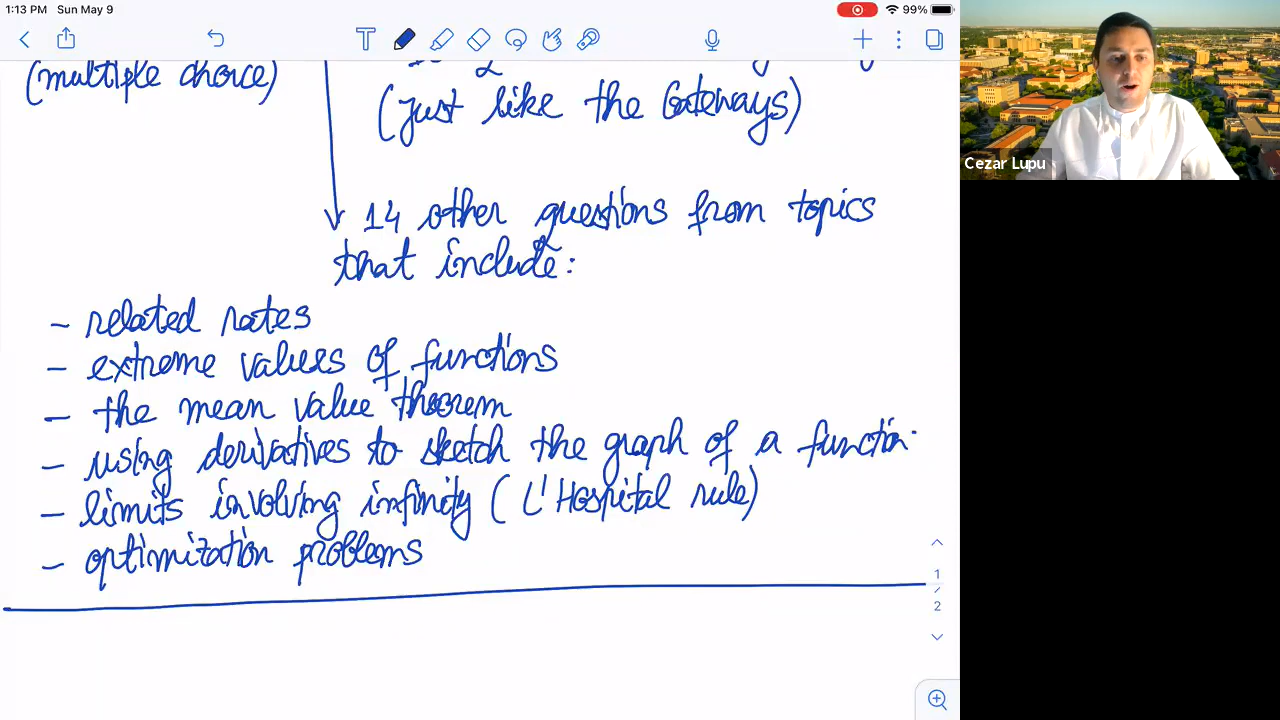 1:13 PM Sun May 9
99%
(multiple choice)
(just like the Gateways)
14 other questions from topics
that include:
- related rates
- extreme values of functions
- the mean value theorem
- using derivatives to sketch the graph of a function.
- limits involving infinity (L'Hospital rule)
- optimization problems
1
2
Cezar Lupu